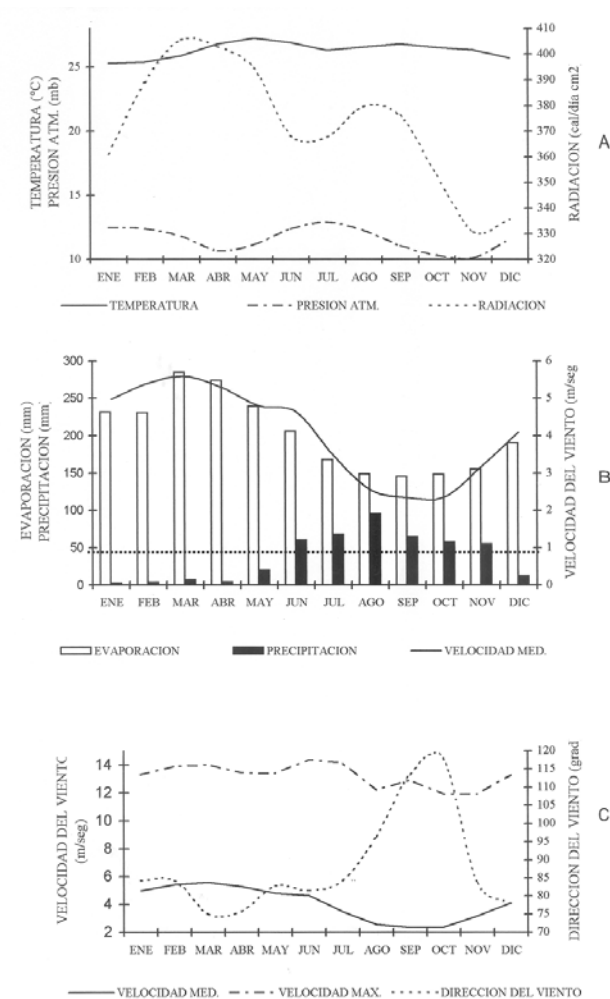 TEMPERATURA (°C)
PRESION ATM. (mb)
25
20
15
10
410
400
390
380
370
360
350
340
330
320
RADIACION (cal/día cm2)
A
ENE FEB MAR ABR MAY JUN JUL AGO SEP OCT NOV DIC
TEMPERATURA PRESION ATM. RADIACION
EVAPORACION (mm)
PRECIPITACION (mm)
300
250
200
150
100
50
0
6
5
4
3
2
1
0
VELOCIDAD DEL VIENTO (m/seg
B
ENE FEB MAR ABR MAY JUN JUL AGO SEP OCT NOV DIC
EVAPORACION PRECIPITACION VELOCIDAD MED.
VELOCIDAD DEL VIENTO
(m/seg)
14
12
10
8
6
4
2
120
115
110
105
100
95
90
85
80
75
70
DIRECCION DEL VIENTO (grad
C
ENE FEB MAR ABR MAY JUN JUL AGO SEP OCT NOV DIC
VELOCIDAD MED. VELOCIDAD MAX. DIRECCION DEL VIENTO